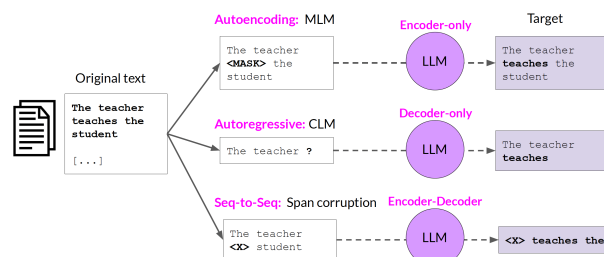 Target
Autoencoding: MLM
Encoder-only
The teacher
<MASK> the
student
LLM
The teacher
teaches the
student
Original text
The teacher
teaches the
student
[...]
Autoregressive: CLM
Decoder-only
The teacher ?
LLM
The teacher
teaches
Seq-to-Seq: Span corruption
Encoder-Decoder
The teacher
<X> student
LLM
<X> teaches the